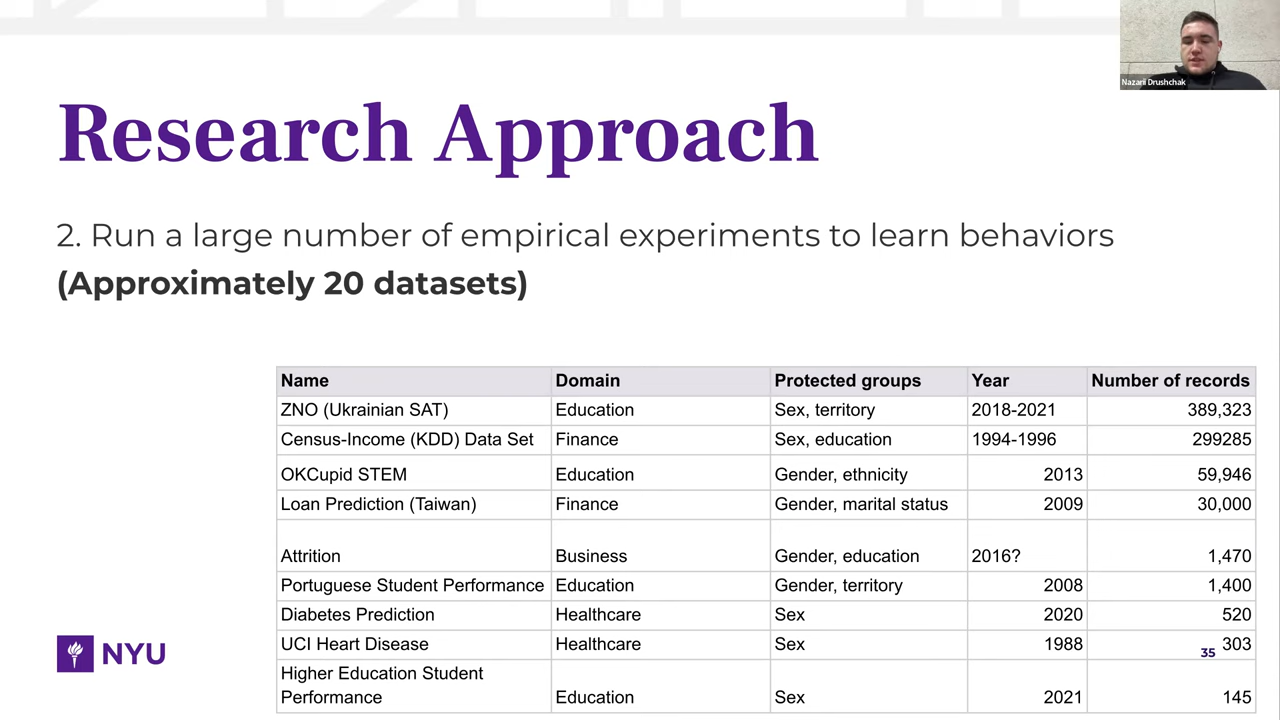 Nazarii Drushchak
Research Approach
2. Run a large number of empirical experiments to learn behaviors
(Approximately 20 datasets)
Name Domain Protected groups Year Number of records
ZNO (Ukrainian SAT) Education Sex, territory 2018-2021 389,323
Census-Income (KDD) Data Set Finance Sex, education 1994-1996 299285
OKCupid STEM Education Gender, ethnicity 2013 59,946
Loan Prediction (Taiwan) Finance Gender, marital status 2009 30,000
Attrition Business Gender, education 2016? 1,470
Portuguese Student Performance Education Gender, territory 2008 1,400
Diabetes Prediction Healthcare Sex 2020 520
UCI Heart Disease Healthcare Sex 1988 303
Higher Education Student
Performance Education Sex 2021 145
NYU
35